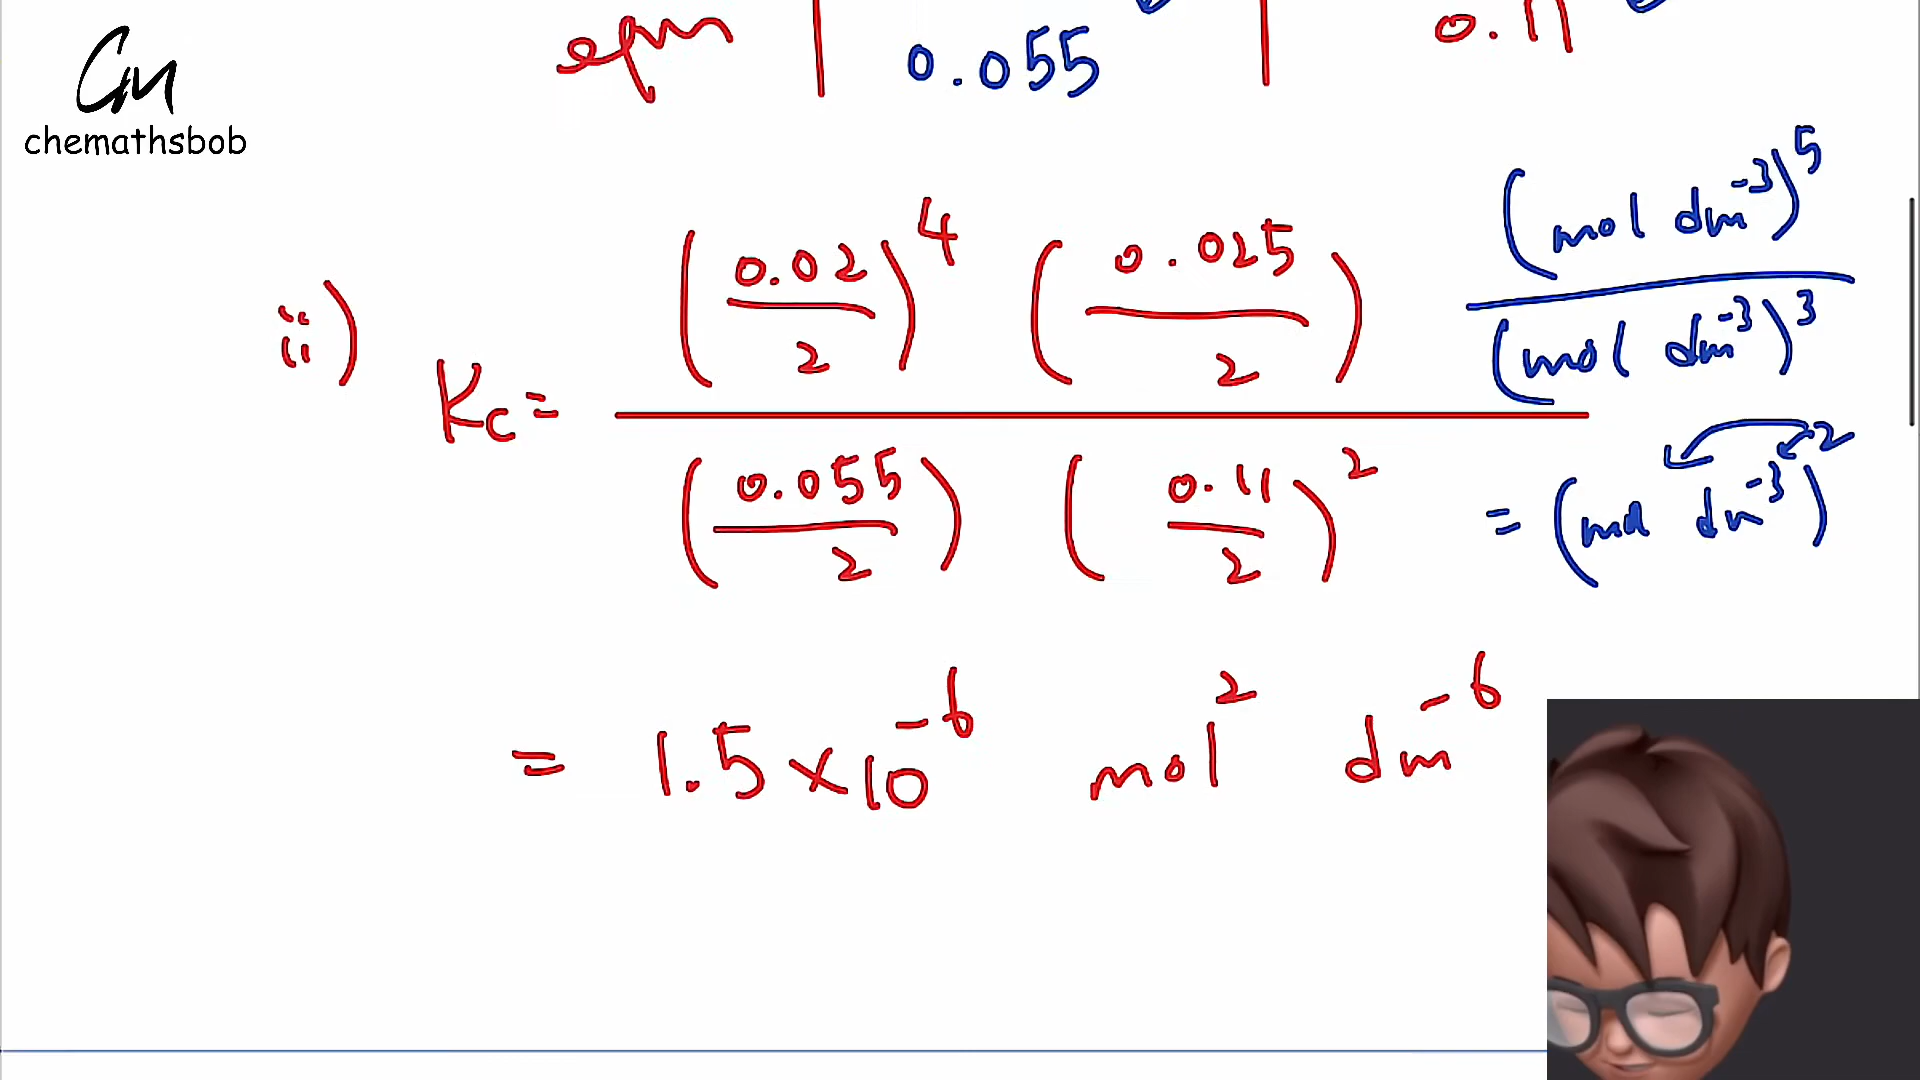 Cm
chemathsbob
eqm | 0.055 | 0.11
ii) Kc = (0.02/2)^4 (0.025/2)
(0.055/2) (0.11/2)^2
(mol dm^-3)^5
(mol dm^-3)^3
= (mol dm^-3)^2
= 1.5×10^-6 mol^2 dm^-6